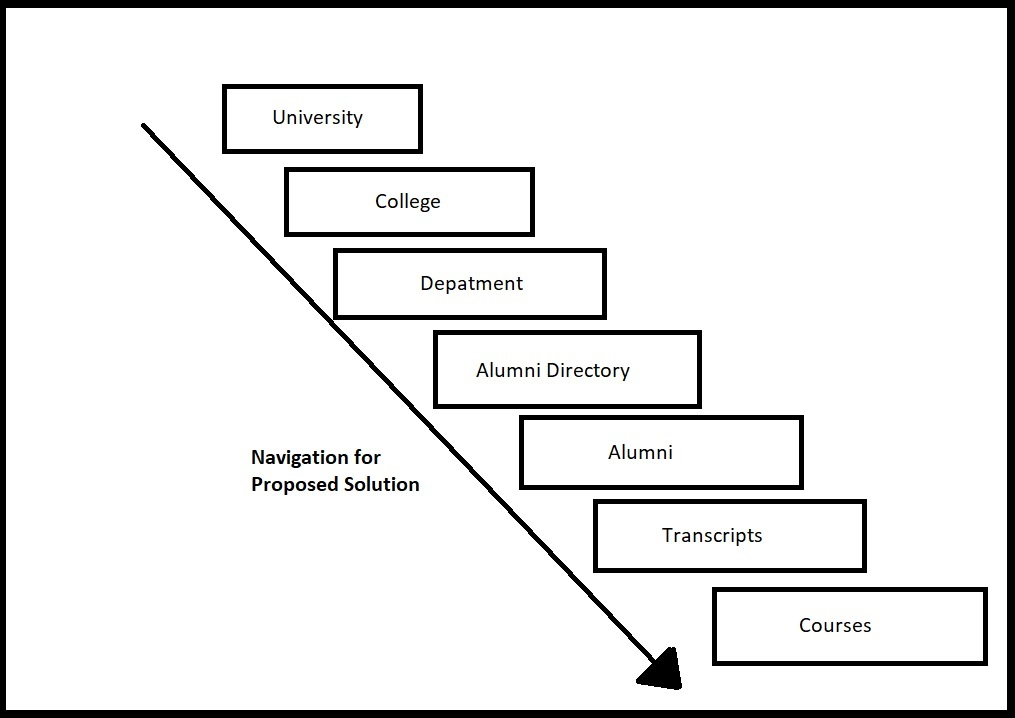 University
College
Depatment
Alumni Directory
Alumni
Navigation for
Proposed Solution
Transcripts
Courses